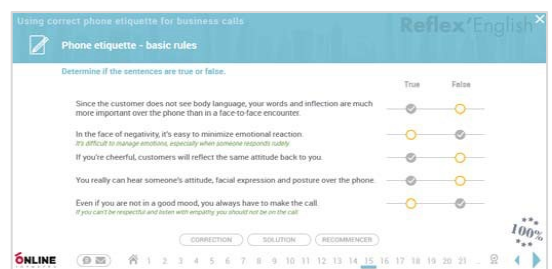 Using correct phone etiquette for business calls
Reflex'English
Phone etiquette - basic rules
Determine if the sentences are true or false.
True False
Since the customer does not see body language, your words and inflection are much
more important over the phone than in a face-to-face encounter.
In the face of negativity, it's easy to minimize emotional reaction.
It's difficult to manage emotions, especially when someone responds rudely.
If you're cheerful, customers will reflect the same attitude back to you.
You really can hear someone's attitude, facial expression and posture over the phone.
Even if you are not in a good mood, you always have to make the call.
If you can't be respectful and listen with empathy, you should not be on the call.
100%
CORRECTION SOLUTION RECOMMENCER
ONLINE
1 2 3 4 5 6 7 8 9 10 11 12 13 14 15 16 17 18 19 20 21 ..